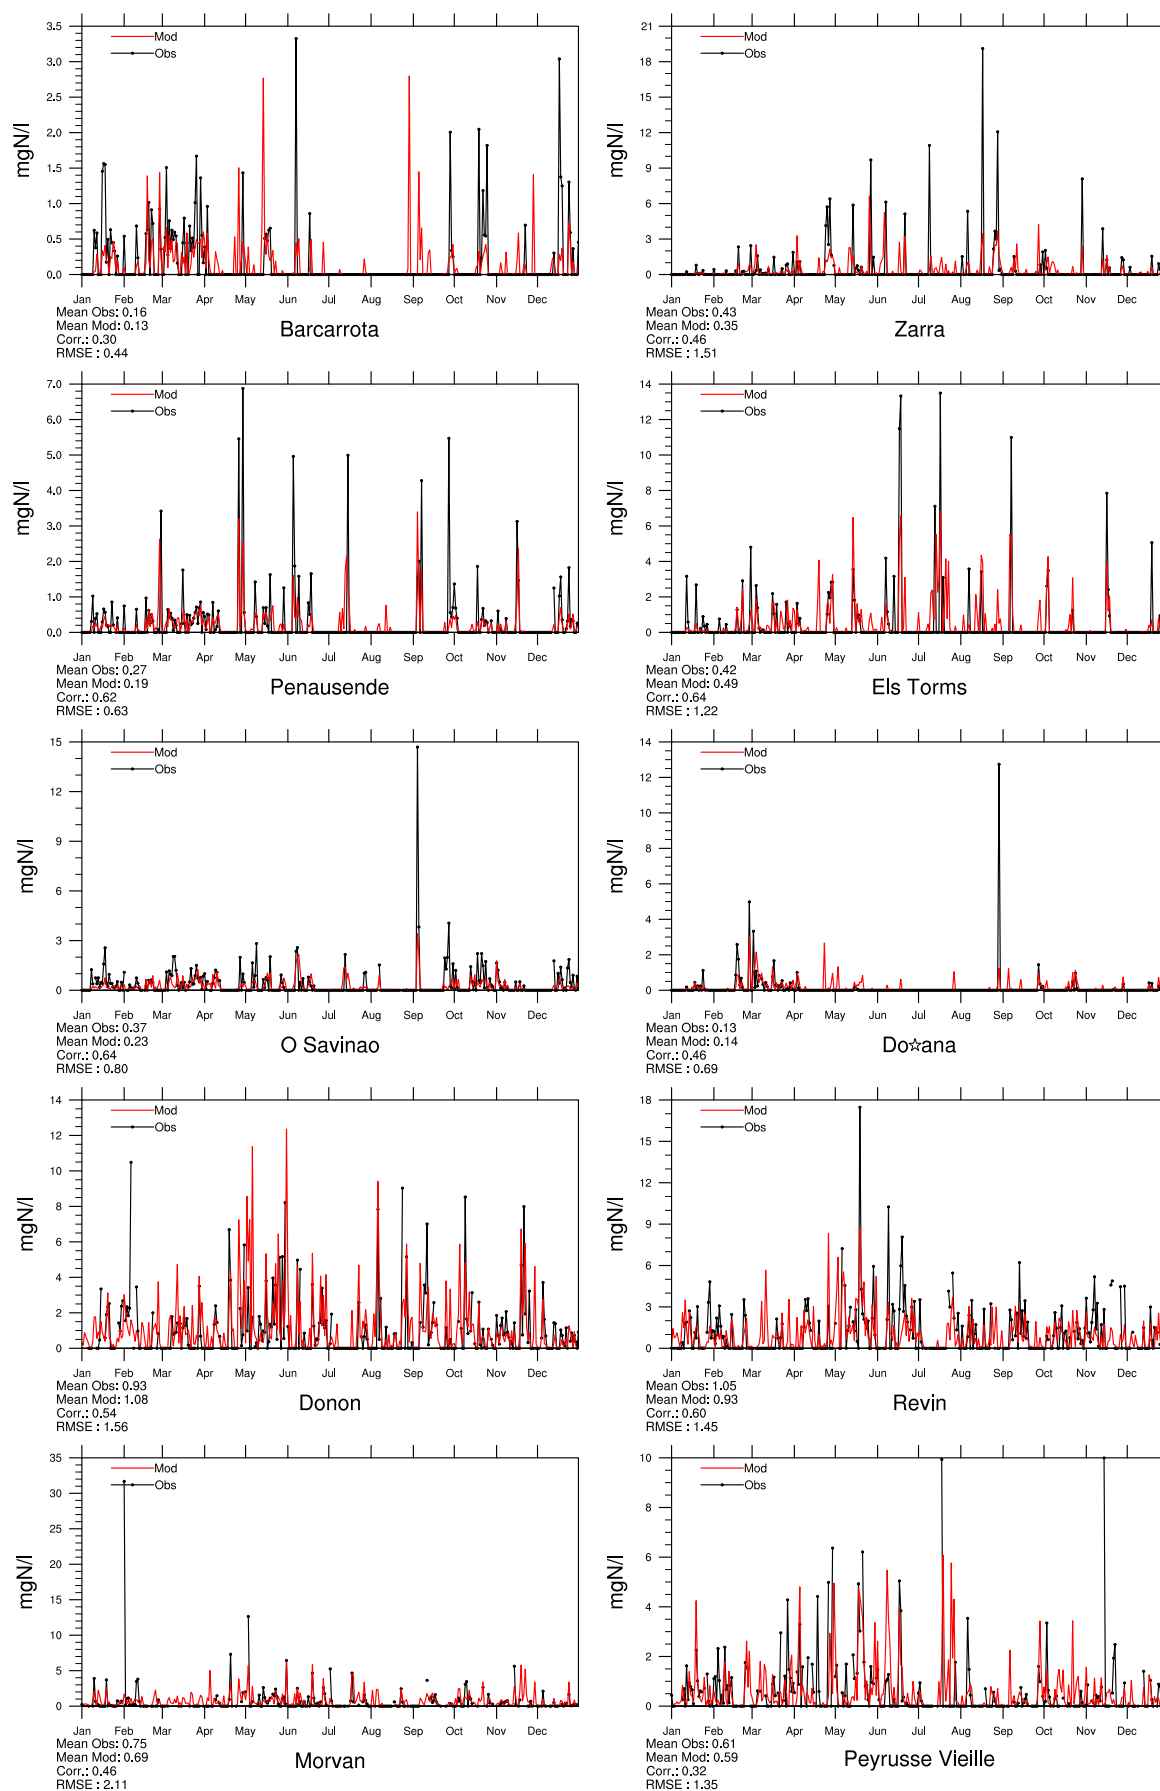 3.5
3.0
2.5
2.0
1.5
1.0
0.5
0.0
mgN/l
Mod
Obs
Jan Feb Mar Apr May Jun Jul Aug Sep Oct Nov Dec
Mean Obs: 0.16
Mean Mod: 0.13
Corr.: 0.30
RMSE : 0.44
Barcarrota
21
18
15
12
9
6
3
0
mgN/l
Mod
Obs
Jan Feb Mar Apr May Jun Jul Aug Sep Oct Nov Dec
Mean Obs: 0.43
Mean Mod: 0.35
Corr.: 0.46
RMSE : 1.51
Zarra
7.0
6.0
5.0
4.0
3.0
2.0
1.0
0.0
mgN/l
Mod
Obs
Jan Feb Mar Apr May Jun Jul Aug Sep Oct Nov Dec
Mean Obs: 0.27
Mean Mod: 0.19
Corr.: 0.62
RMSE : 0.63
Penausende
14
12
10
8
6
4
2
0
mgN/l
Mod
Obs
Jan Feb Mar Apr May Jun Jul Aug Sep Oct Nov Dec
Mean Obs: 0.42
Mean Mod: 0.49
Corr.: 0.64
RMSE : 1.22
Els Torms
15
12
9
6
3
0
mgN/l
Mod
Obs
Jan Feb Mar Apr May Jun Jul Aug Sep Oct Nov Dec
Mean Obs: 0.37
Mean Mod: 0.23
Corr.: 0.64
RMSE : 0.80
O Savinao
14
12
10
8
6
4
2
0
mgN/l
Mod
Obs
Jan Feb Mar Apr May Jun Jul Aug Sep Oct Nov Dec
Mean Obs: 0.13
Mean Mod: 0.14
Corr.: 0.46
RMSE : 0.69
Do☆ana
14
12
10
8
6
4
2
0
mgN/l
Mod
Obs
Jan Feb Mar Apr May Jun Jul Aug Sep Oct Nov Dec
Mean Obs: 0.93
Mean Mod: 1.08
Corr.: 0.54
RMSE : 1.56
Donon
18
15
12
9
6
3
0
mgN/l
Mod
Obs
Jan Feb Mar Apr May Jun Jul Aug Sep Oct Nov Dec
Mean Obs: 1.05
Mean Mod: 0.93
Corr.: 0.60
RMSE : 1.45
Revin
35
30
25
20
15
10
5
0
mgN/l
Mod
Obs
Jan Feb Mar Apr May Jun Jul Aug Sep Oct Nov Dec
Mean Obs: 0.75
Mean Mod: 0.69
Corr.: 0.46
RMSE : 2.11
Morvan
10
8
6
4
2
0
mgN/l
Mod
Obs
Jan Feb Mar Apr May Jun Jul Aug Sep Oct Nov Dec
Mean Obs: 0.61
Mean Mod: 0.59
Corr.: 0.32
RMSE : 1.35
Peyrusse Vieille